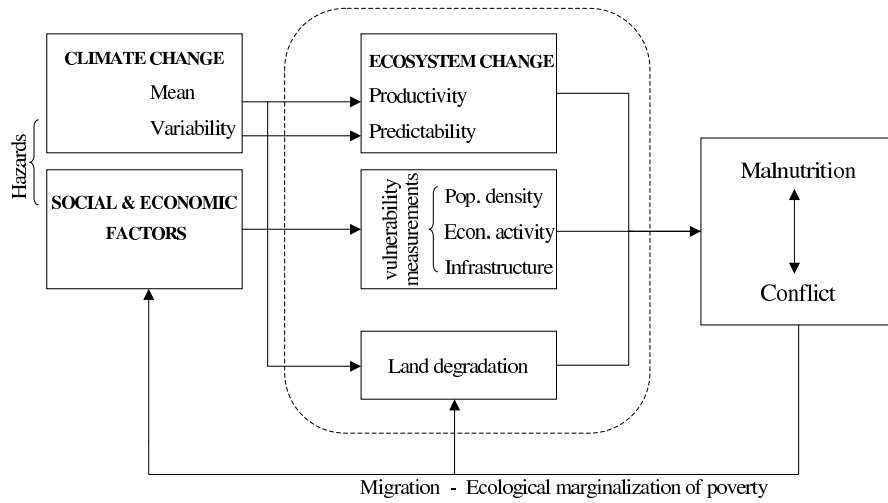 Hazards
CLIMATE CHANGE
Mean
Variability
SOCIAL & ECONOMIC
FACTORS
ECOSYSTEM CHANGE
Productivity
Predictability
vulnerability
measurements
Pop. density
Econ. activity
Infrastructure
Land degradation
Malnutrition
Conflict
Migration - Ecological marginalization of poverty